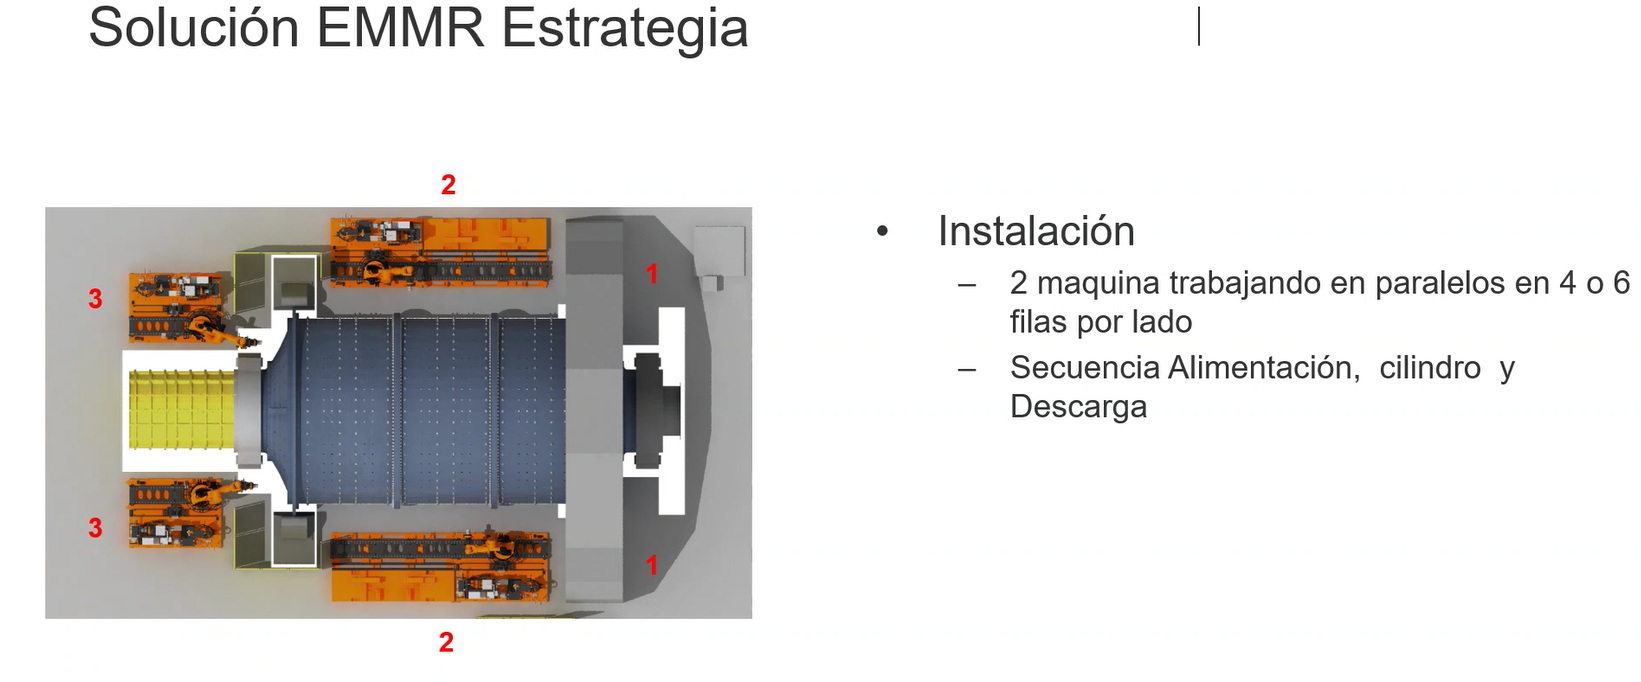 Solución EMMR Estrategia
2
3
1
• Instalación
– 2 maquina trabajando en paralelos en 4 o 6
filas por lado
– Secuencia Alimentación, cilindro y
Descarga
3
1
2